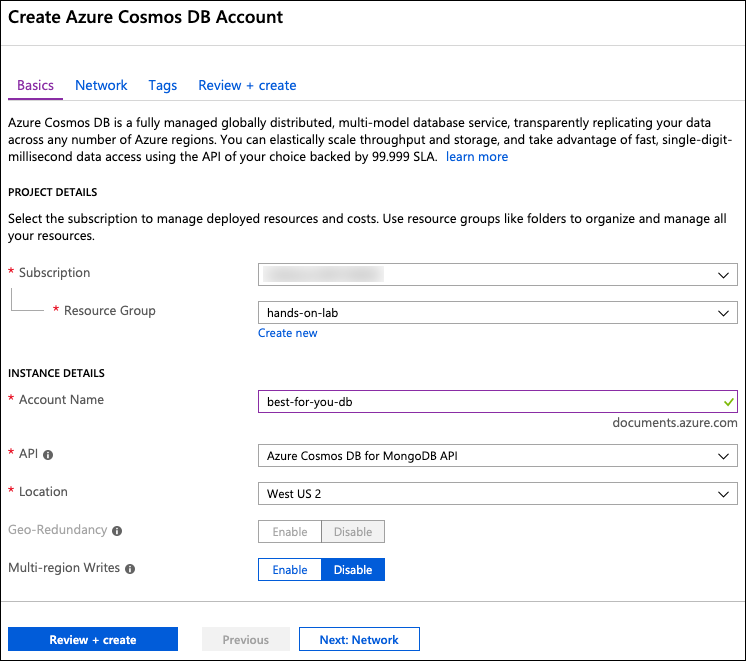 Create Azure Cosmos DB Account
Basics Network Tags Review + create
Azure Cosmos DB is a fully managed globally distributed, multi-model database service, transparently replicating your data
across any number of Azure regions. You can elastically scale throughput and storage, and take advantage of fast, single-digit-
millisecond data access using the API of your choice backed by 99.999 SLA. learn more
PROJECT DETAILS
Select the subscription to manage deployed resources and costs. Use resource groups like folders to organize and manage all
your resources.
* Subscription
* Resource Group hands-on-lab
Create new
INSTANCE DETAILS
* Account Name best-for-you-db
documents.azure.com
* API Azure Cosmos DB for MongoDB API
* Location West US 2
Geo-Redundancy Enable Disable
Multi-region Writes Enable Disable
Review + create Previous Next: Network